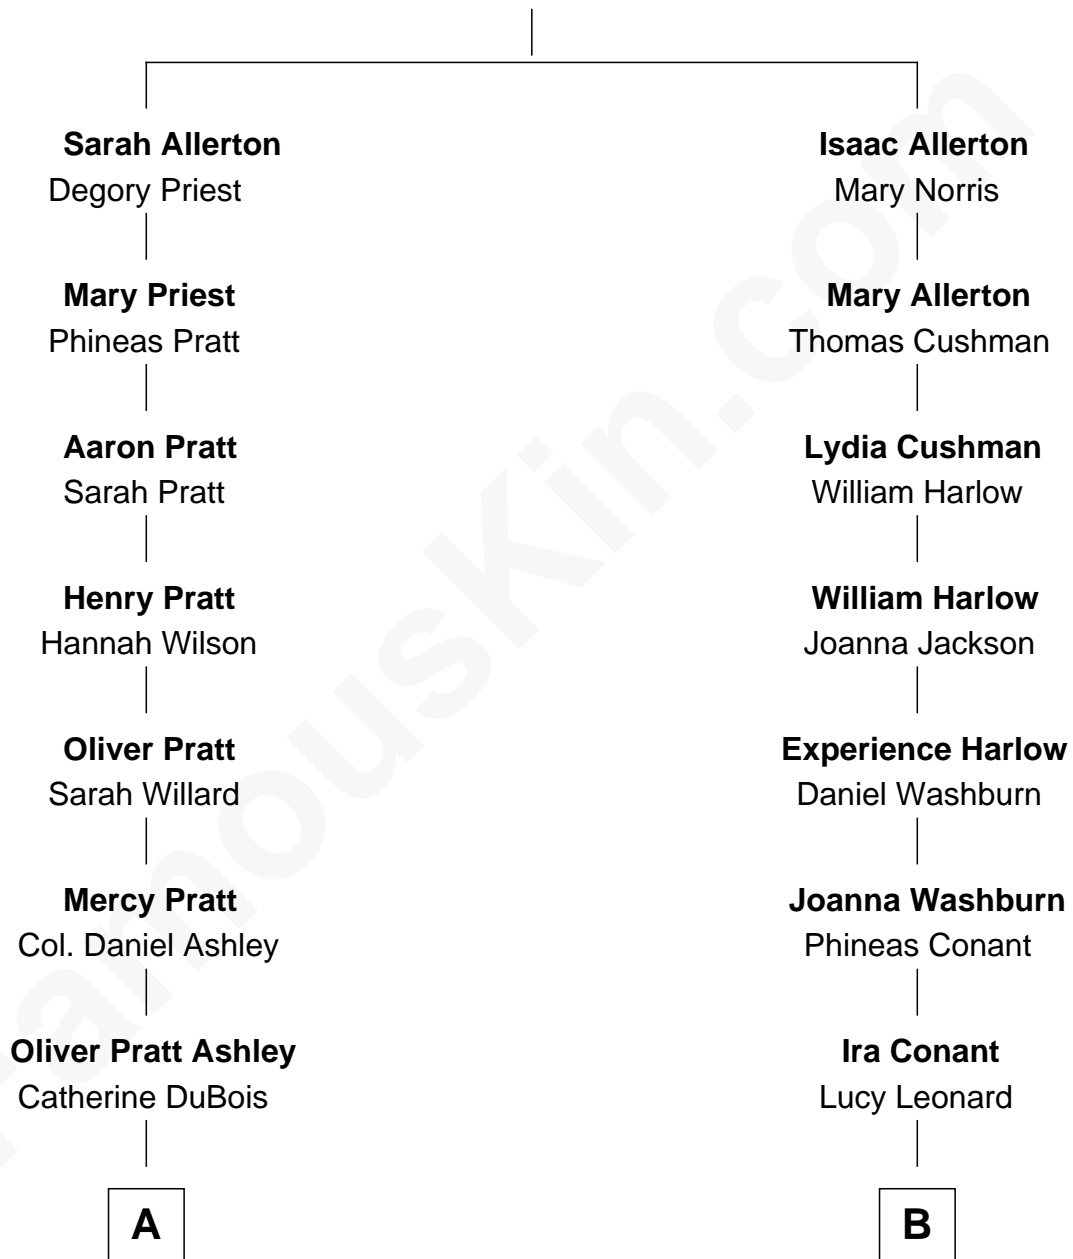 Sarah Allerton
Degory Priest
Mary Priest
Phineas Pratt
Aaron Pratt
Sarah Pratt
Henry Pratt
Hannah Wilson
Oliver Pratt
Sarah Willard
Mercy Pratt
Col. Daniel Ashley
Oliver Pratt Ashley
Catherine DuBois
A
Isaac Allerton
Mary Norris
Mary Allerton
Thomas Cushman
Lydia Cushman
William Harlow
William Harlow
Joanna Jackson
Experience Harlow
Daniel Washburn
Joanna Washburn
Phineas Conant
Ira Conant
Lucy Leonard
B
FamousKin.com